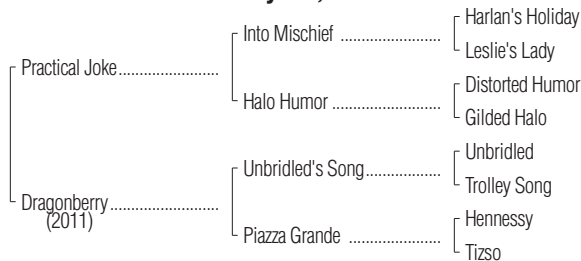 Harlan's Holiday
Into Mischief ....................
Leslie's Lady
Practical Joke....................
Distorted Humor
Halo Humor ......................
Gilded Halo
Unbridled
Unbridled's Song...............
Trolley Song
Dragonberry......................
(2011)
Hennessy
Piazza Grande ..................
Tizso